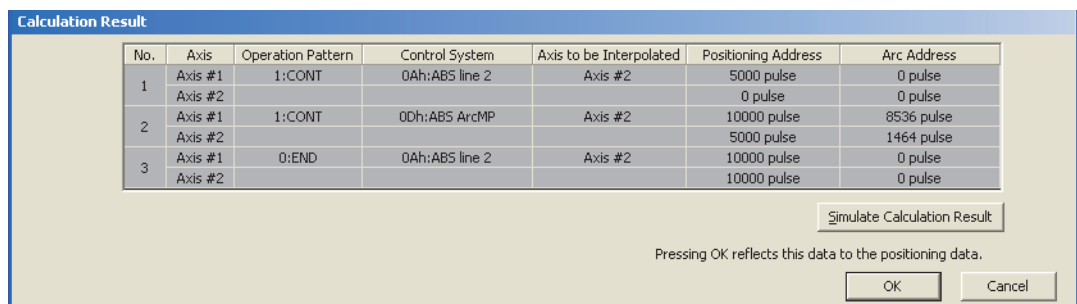 Calculation Result
No. Axis Operation Pattern Control System Axis to be Interpolated Positioning Address Arc Address
1 Axis #1 1:CONT 0Ah:ABS line 2 Axis #2 5000 pulse 0 pulse
Axis #2 0 pulse 0 pulse
2 Axis #1 1:CONT 0Dh:ABS ArcMP Axis #2 10000 pulse 8536 pulse
Axis #2 5000 pulse 1464 pulse
3 Axis #1 0:END 0Ah:ABS line 2 Axis #2 10000 pulse 0 pulse
Axis #2 10000 pulse 0 pulse
Simulate Calculation Result
Pressing OK reflects this data to the positioning data.
OK Cancel